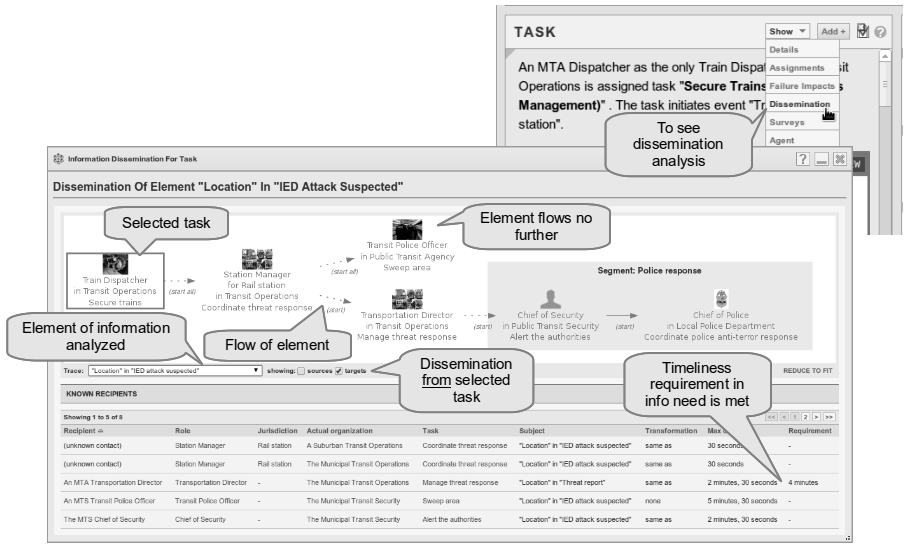 TASK
Show
Add +
Details
Assignments
Failure Impacts
Dissemination
Surveys
Agent
An MTA Dispatcher as the only Train Dispat
sit
Operations is assigned task "Secure Trains
s
Management)" . The task initiates event "Tr
station".
W
To see
dissemination
analysis
Information Dissemination For Task
Dissemination Of Element "Location" In "IED Attack Suspected"
Selected task
Element flows no
further
Train Dispatcher
in Transit Operations
Secure trains
(start all)
Station Manager
for Rail station
in Transit Operations
Coordinate threat response
(start all)
(start)
Transit Police Officer
in Public Transit Agency
Sweep area
Transportation Director
in Transit Operations
Manage threat response
(start)
Segment: Police response
Chief of Security
in Public Transit Security
Alert the authorities
(start)
Chief of Police
in Local Police Department
Coordinate police anti-terror response
Element of information
analyzed
Flow of element
Dissemination
from selected
task
Timeliness
requirement in
info need is met
Trace: "Location" in "IED attack suspected" showing: sources targets
REDUCE TO FIT
KNOWN RECIPIENTS
Showing 1 to 5 of 8
<< < 1 2 > >>
Recipient Role Jurisdiction Actual organization Task Subject Transformation Max Requirement
(unknown contact) Station Manager Rail station A Suburban Transit Operations Coordinate threat response "Location" in "IED attack suspected" same as 30 seconds -
(unknown contact) Station Manager Rail station The Municipal Transit Operations Coordinate threat response "Location" in "IED attack suspected" same as 30 seconds -
An MTA Transportation Director Transportation Director - The Municipal Transit Operations Manage threat response "Location" in "Threat report" same as 2 minutes, 30 seconds 4 minutes
An MTS Transit Police Officer Transit Police Officer - The Municipal Transit Security Sweep area "Location" in "IED attack suspected" none 5 minutes, 30 seconds -
The MTS Chief of Security Chief of Security - The Municipal Transit Security Alert the authorities "Location" in "IED attack suspected" same as 2 minutes, 30 seconds -